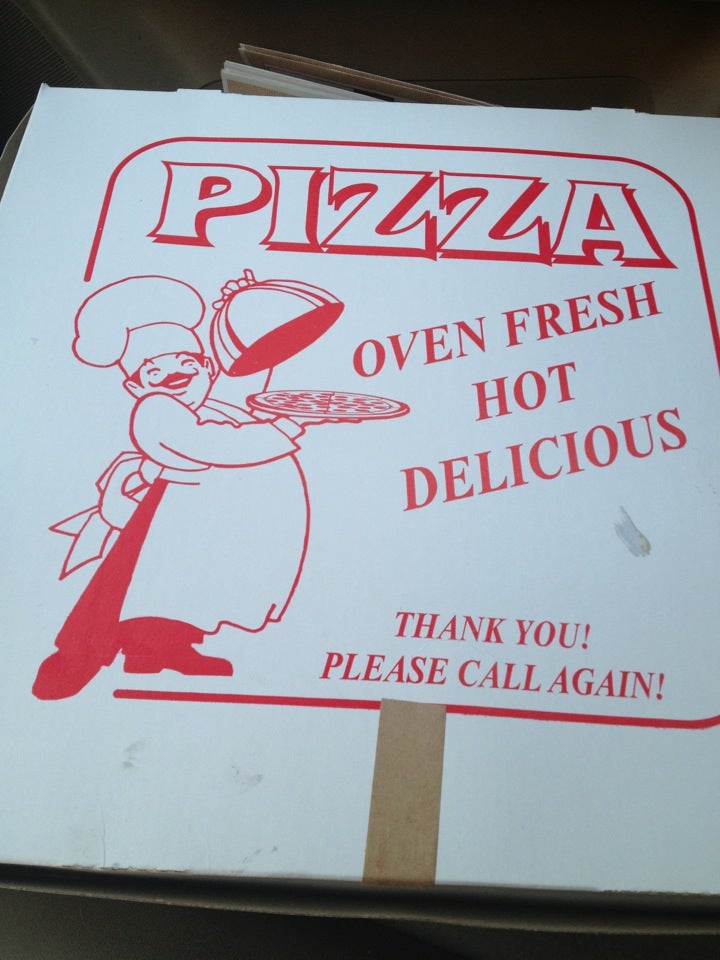 PIZZA
OVEN FRESH
HOT
DELICIOUS
THANK YOU!
PLEASE CALL AGAIN!